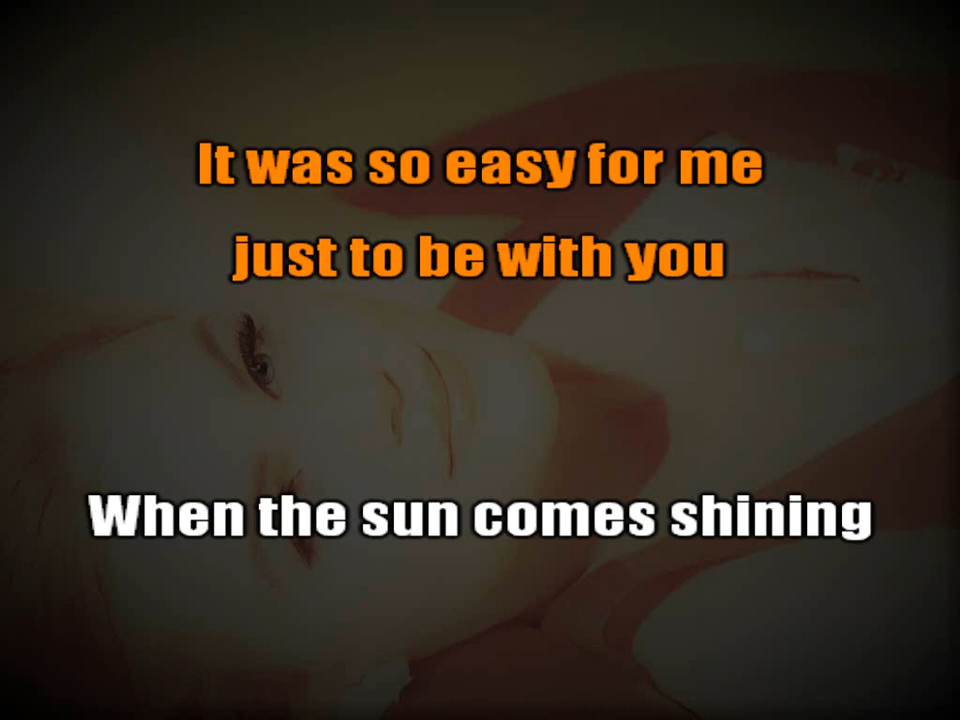 It was so easy for me
just to be with you
When the sun comes shining